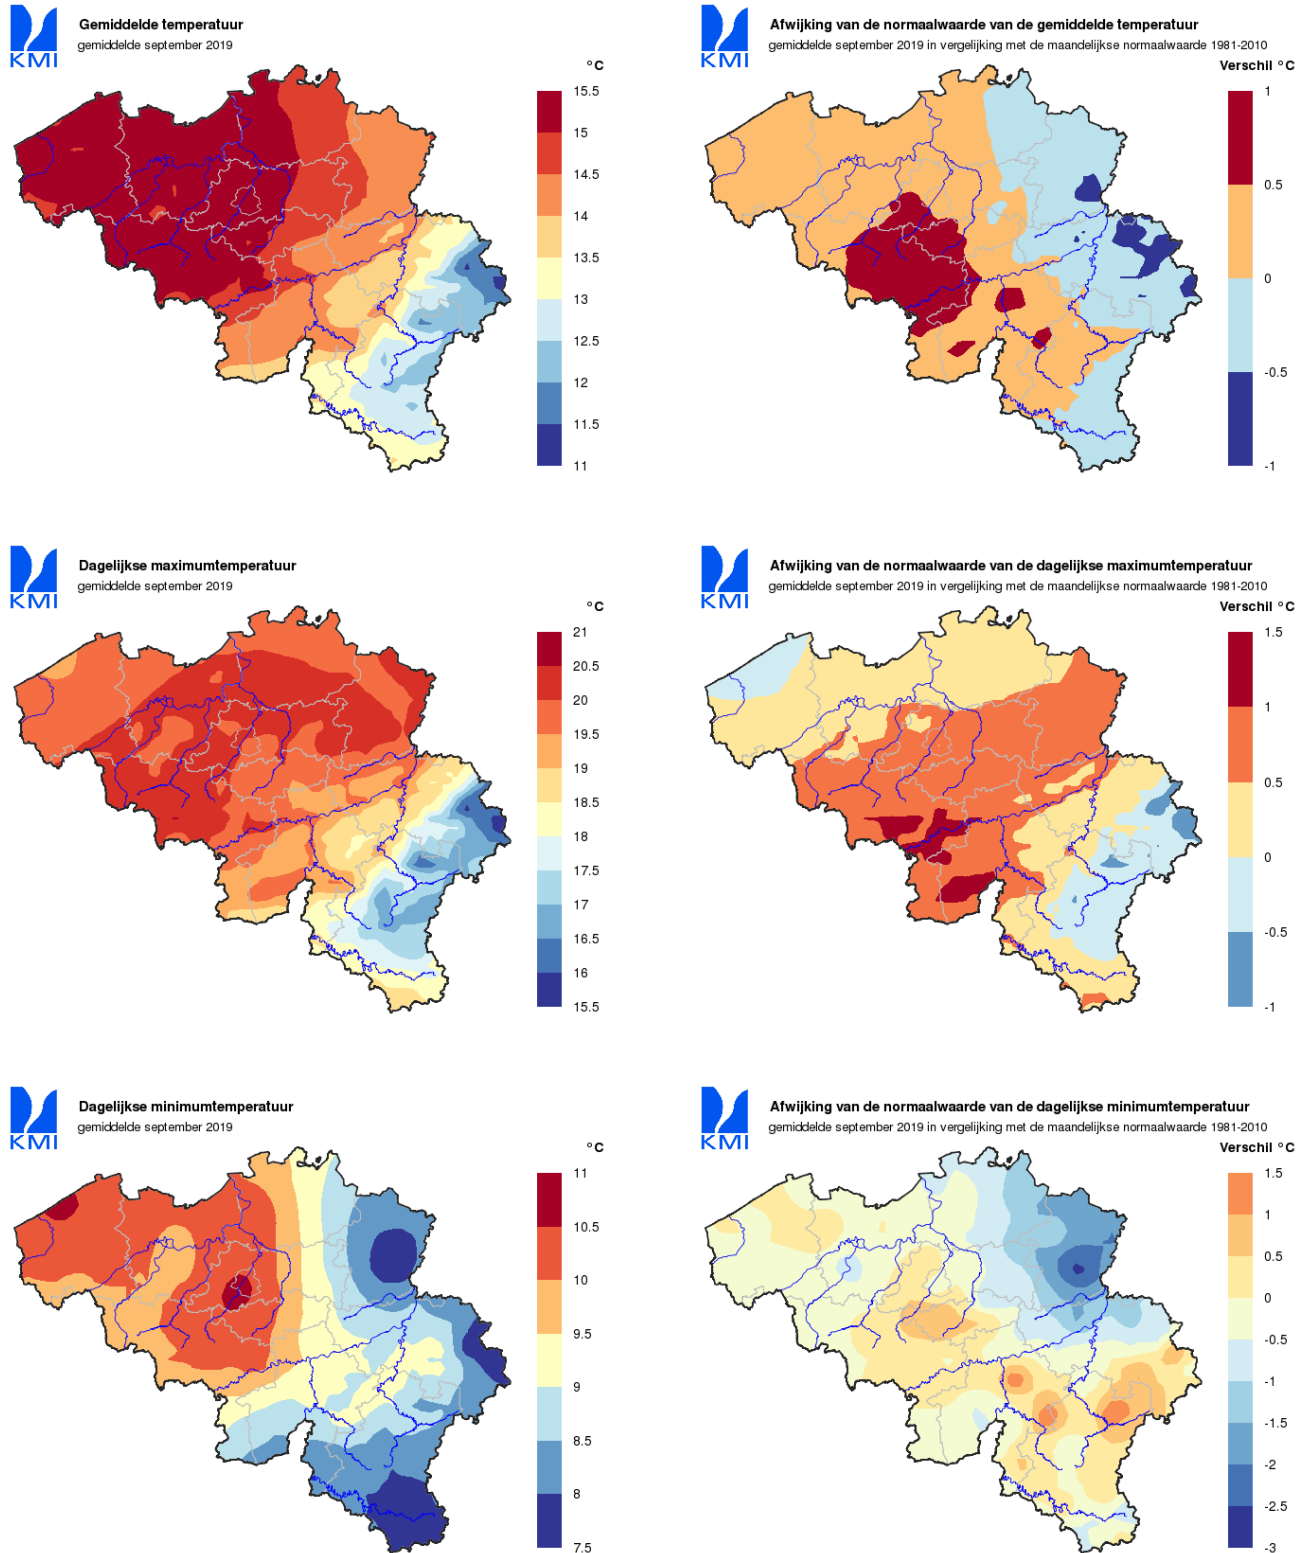 Gemiddelde temperatuur
gemiddelde september 2019
KMI
°C
15.5
15
14.5
14
13.5
13
12.5
12
11.5
11
Afwijking van de normaalwaarde van de gemiddelde temperatuur
gemiddelde september 2019 in vergelijking met de maandelijkse normaalwaarde 1981-2010
KMI
Verschil °C
1
0.5
0
-0.5
-1
Dagelijkse maximumtemperatuur
gemiddelde september 2019
KMI
°C
21
20.5
20
19.5
19
18.5
18
17.5
17
16.5
16
15.5
Afwijking van de normaalwaarde van de dagelijkse maximumtemperatuur
gemiddelde september 2019 in vergelijking met de maandelijkse normaalwaarde 1981-2010
KMI
Verschil °C
1.5
1
0.5
0
-0.5
-1
Dagelijkse minimumtemperatuur
gemiddelde september 2019
KMI
°C
11
10.5
10
9.5
9
8.5
8
7.5
Afwijking van de normaalwaarde van de dagelijkse minimumtemperatuur
gemiddelde september 2019 in vergelijking met de maandelijkse normaalwaarde 1981-2010
KMI
Verschil °C
1.5
1
0.5
0
-0.5
-1
-1.5
-2
-2.5
-3